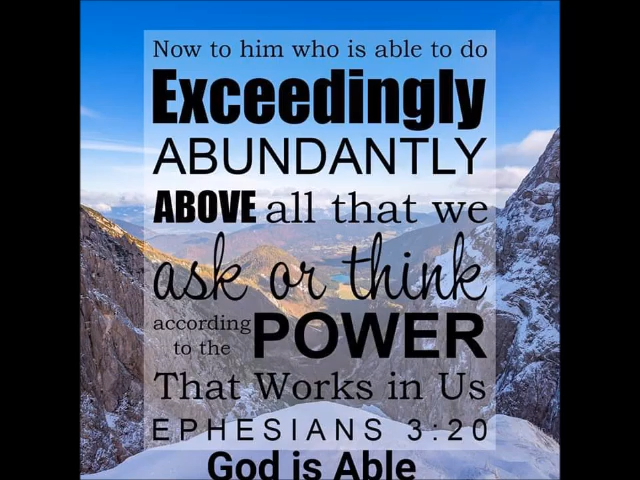 Now to him who is able to do
Exceedingly
ABUNDANTLY
ABOVE all that we
ask or think
according
to the POWER
That Works in Us
EPHESIANS 3:20
God is Able